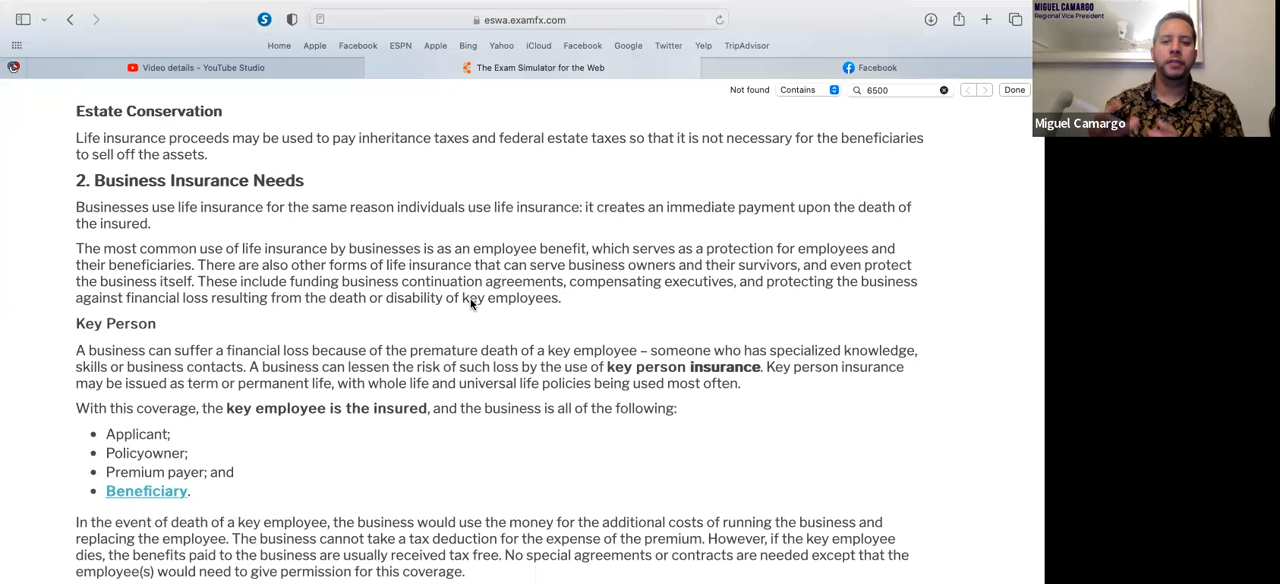 eswa.examfx.com
Home Apple Facebook ESPN Apple Bing Yahoo iCloud Facebook Google Twitter Yelp TripAdvisor
Video details - YouTube Studio The Exam Simulator for the Web Facebook
Not found Contains 6500 Done
MIGUEL CAMARGO
Regional Vice President
Miguel Camargo
Estate Conservation
Life insurance proceeds may be used to pay inheritance taxes and federal estate taxes so that it is not necessary for the beneficiaries
to sell off the assets.
2. Business Insurance Needs
Businesses use life insurance for the same reason individuals use life insurance: it creates an immediate payment upon the death of
the insured.
The most common use of life insurance by businesses is as an employee benefit, which serves as a protection for employees and
their beneficiaries. There are also other forms of life insurance that can serve business owners and their survivors, and even protect
the business itself. These include funding business continuation agreements, compensating executives, and protecting the business
against financial loss resulting from the death or disability of key employees.
Key Person
A business can suffer a financial loss because of the premature death of a key employee – someone who has specialized knowledge,
skills or business contacts. A business can lessen the risk of such loss by the use of key person insurance. Key person insurance
may be issued as term or permanent life, with whole life and universal life policies being used most often.
With this coverage, the key employee is the insured, and the business is all of the following:
• Applicant;
• Policyowner;
• Premium payer; and
• Beneficiary.
In the event of death of a key employee, the business would use the money for the additional costs of running the business and
replacing the employee. The business cannot take a tax deduction for the expense of the premium. However, if the key employee
dies, the benefits paid to the business are usually received tax free. No special agreements or contracts are needed except that the
employee(s) would need to give permission for this coverage.